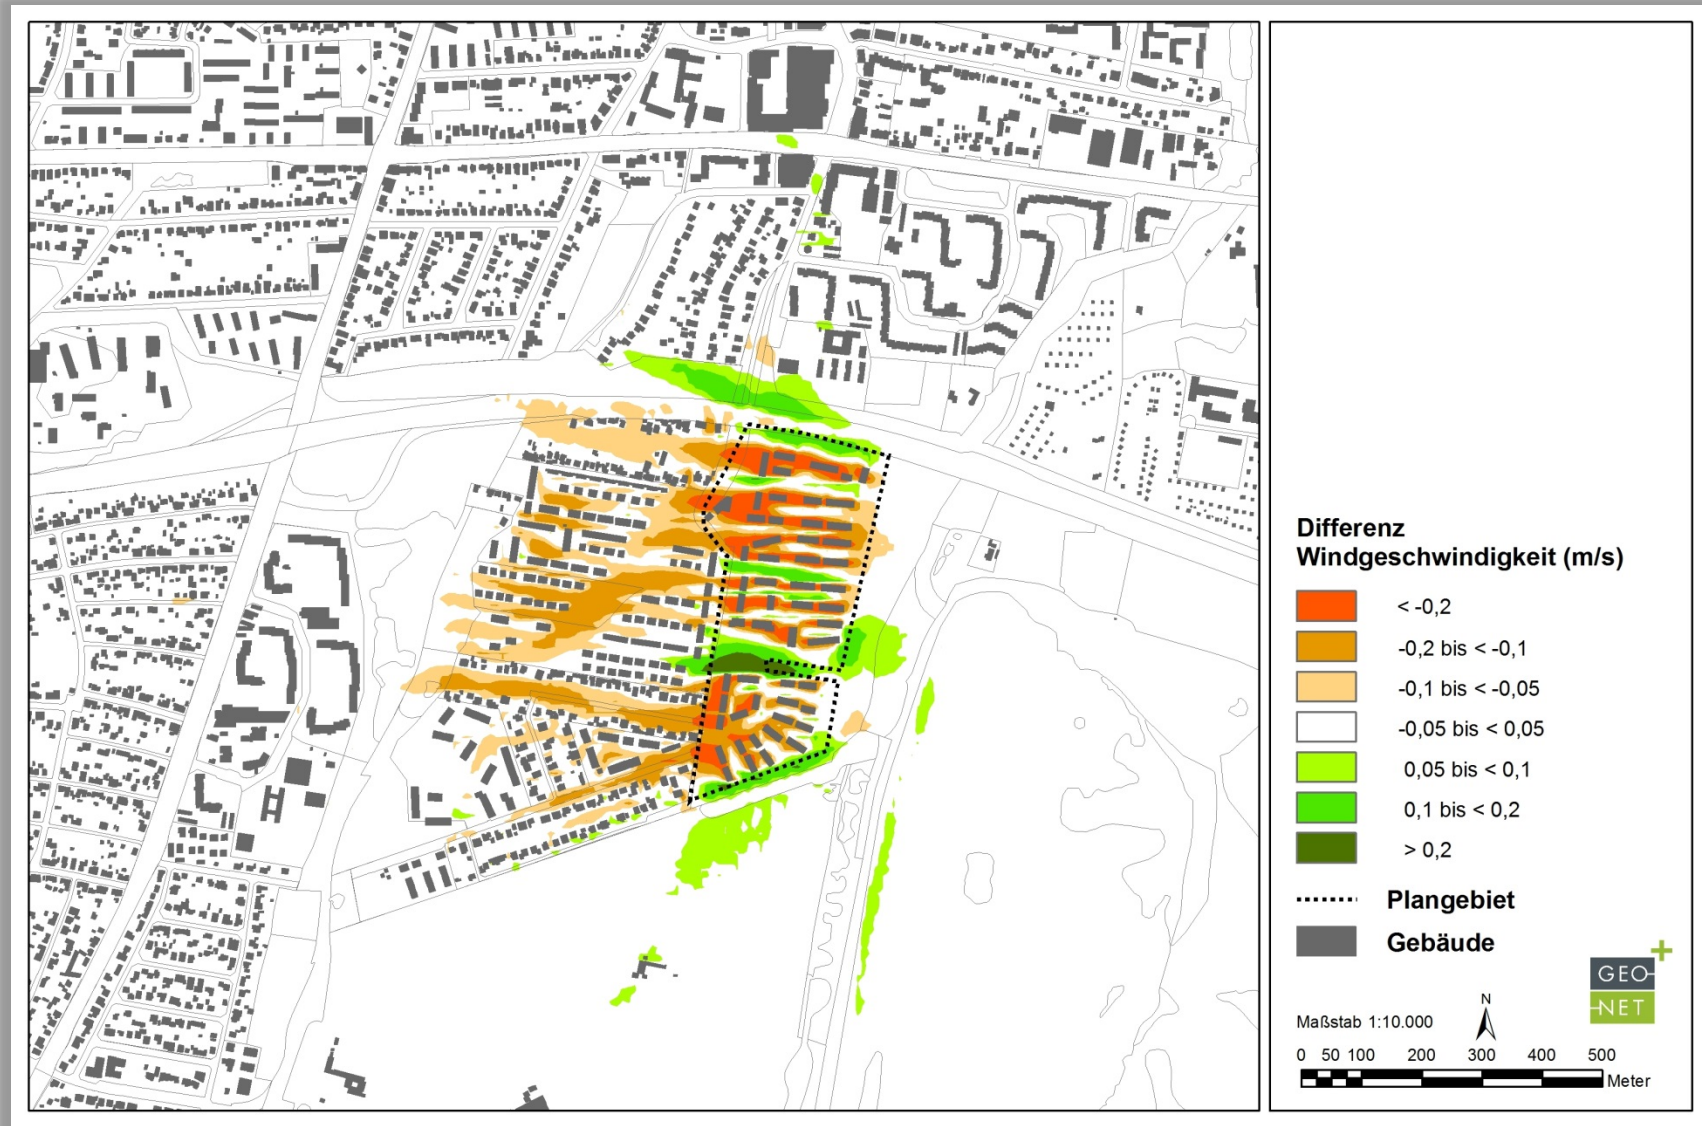 Differenz
Windgeschwindigkeit (m/s)
< -0,2
-0,2 bis < -0,1
-0,1 bis < -0,05
-0,05 bis < 0,05
0,05 bis < 0,1
0,1 bis < 0,2
> 0,2
Plangebiet
Gebäude
GEO
NET
N
Maßstab 1:10.000
0 50 100 200 300 400 500
Meter